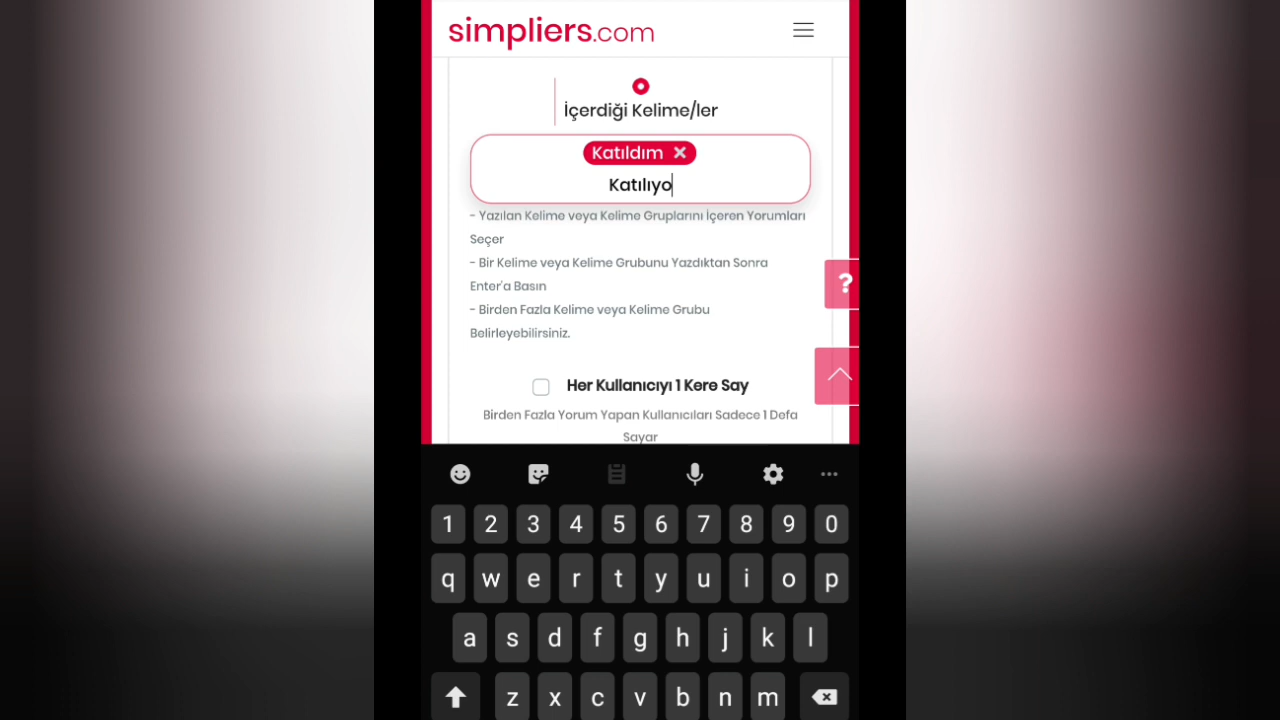 simpliers.com
İçerdiği Kelime/ler
Katıldım ×
Katılıyo
- Yazılan Kelime veya Kelime Gruplarını İçeren Yorumları
Seçer
- Bir Kelime veya Kelime Grubunu Yazdıktan Sonra
Enter'a Basın
- Birden Fazla Kelime veya Kelime Grubu
Belirleyebilirsiniz.
?
Her Kullanıcıyı 1 Kere Say
Birden Fazla Yorum Yapan Kullanıcıları Sadece 1 Defa
Sayar
1 2 3 4 5 6 7 8 9 0
q w e r t y u i o p
a s d f g h j k l
z x c v b n m